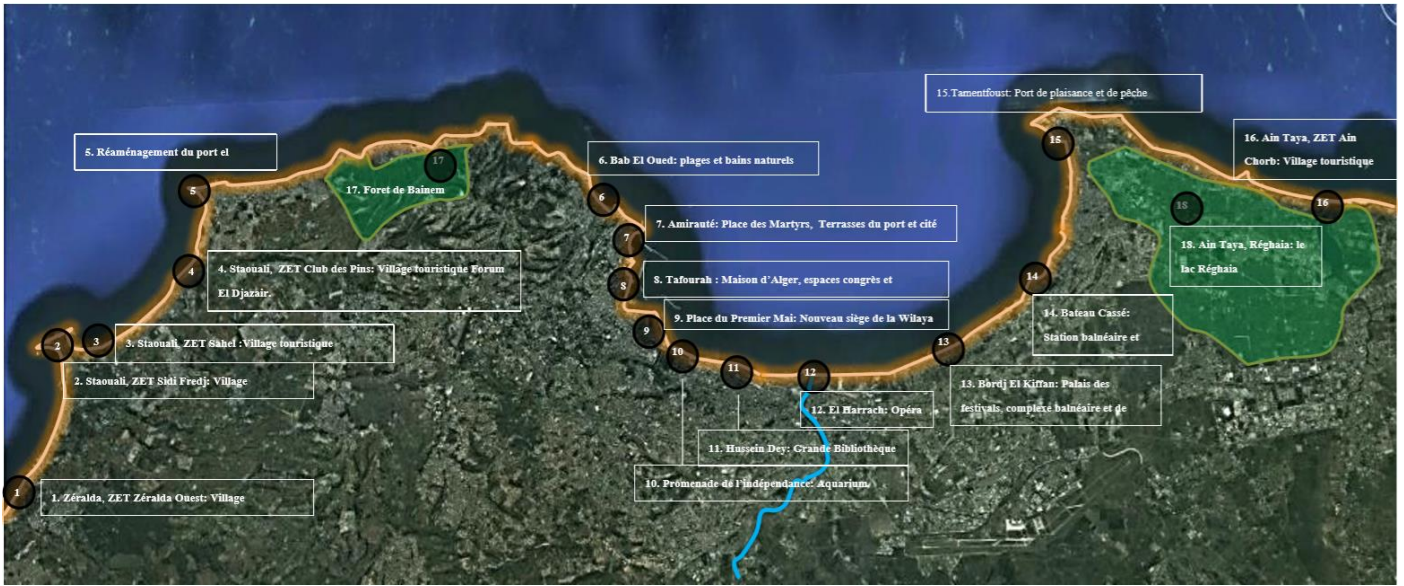 15.Tamentfoust: Port de plaisance et de pêche
5. Réaménagement du port el
16. Ain Taya, ZET Ain
Chorb: Village touristique
6. Bab El Oued: plages et bains naturels
15
17
17. Foret de Bainem
5
6
18
16
7. Amirauté: Place des Martyrs, Terrasses du port et cité
7
18. Ain Taya, Réghaia: le
lac Réghaia
4
4. Staouali, ZET Club des Pins: Village touristique Forum
El Djazair.
8
8. Tafourah : Maison d'Alger, espaces congrès et
14
14. Bateau Cassé:
Station balnéaire et
9
9. Place du Premier Mai: Nouveau siège de la Wilaya
2
3
3. Staouali, ZET Sahel :Village touristique
10
13
2. Staouali, ZET Sidi Fredj: Village
11
12
13. Bordj El Kiffan: Palais des
festivals, complexe balnéaire et de
12. El Harrach: Opéra
11. Hussein Dey: Grande Bibliothèque
10. Promenade de l'indépendance: Aquarium
1
1. Zéralda, ZET Zéralda Ouest: Village